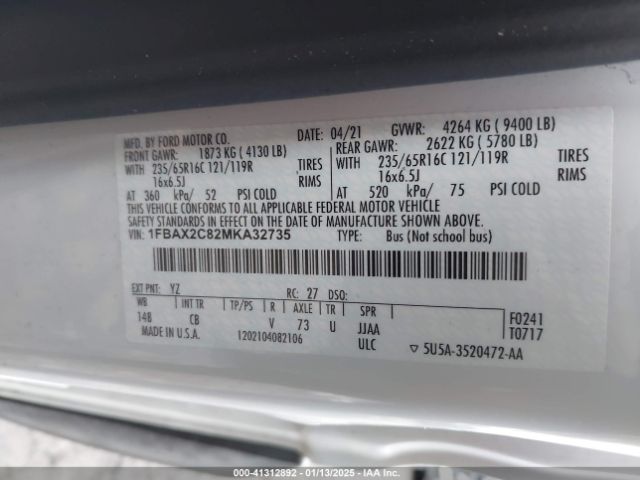 MFD. BY FORD MOTOR CO. DATE: 04/21 GVWR: 4264 KG ( 9400 LB)
FRONT GAWR: 1873 KG ( 4130 LB) REAR GAWR: 2622 KG ( 5780 LB)
WITH 235/65R16C 121/119R TIRES WITH 235/65R16C 121/119R TIRES
16x6.5J RIMS 16x6.5J RIMS
AT 360 kPa/ 52 PSI COLD AT 520 kPa/ 75 PSI COLD
THIS VEHICLE CONFORMS TO ALL APPLICABLE FEDERAL MOTOR VEHICLE
SAFETY STANDARDS IN EFFECT ON THE DATE OF MANUFACTURE SHOWN ABOVE.
VIN: 1FBAX2C82MKA32735 TYPE: Bus (Not school bus)
EXT PNT: YZ RC: 27 DSO:
WB INT TR TP/PS R AXLE TR SPR F0241
148 CB V 73 U JJAA T0717
MADE IN U.S.A. 1202104082106 ULC ▽ 5U5A-3520472-AA
000-41312892 - 01/13/2025 - IAA Inc.